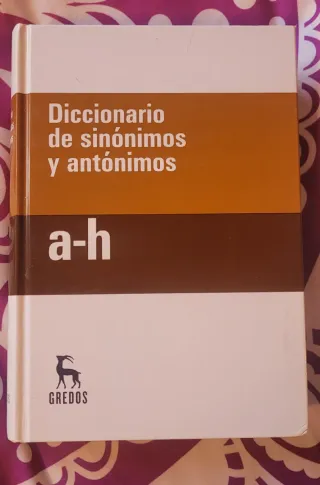 Diccionario
de sinónimos
y antónimos
a-h
GREDOS